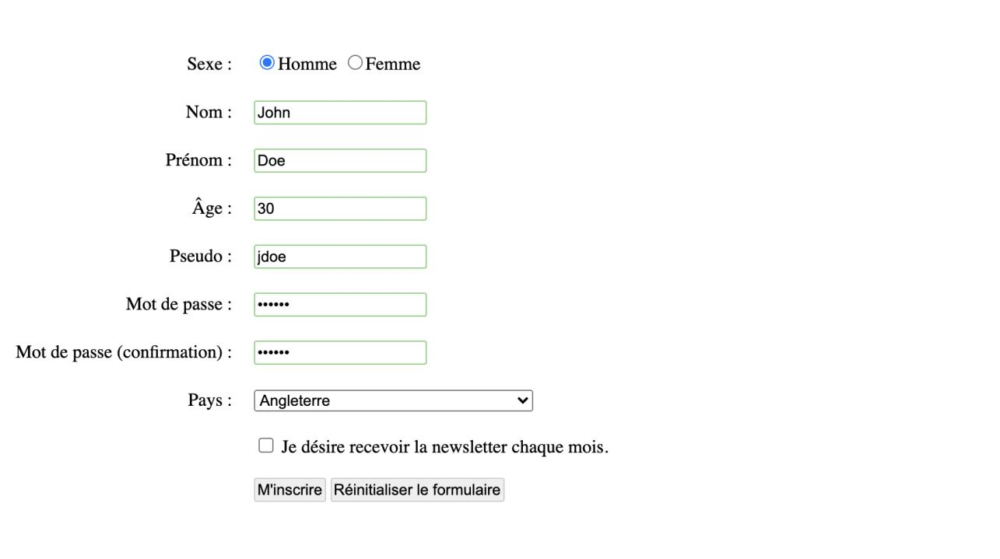 Sexe : Homme Femme
Nom : John
Prénom : Doe
Âge : 30
Pseudo : jdoe
Mot de passe : ••••••
Mot de passe (confirmation) : ••••••
Pays : Angleterre
Je désire recevoir la newsletter chaque mois.
M'inscrire Réinitialiser le formulaire